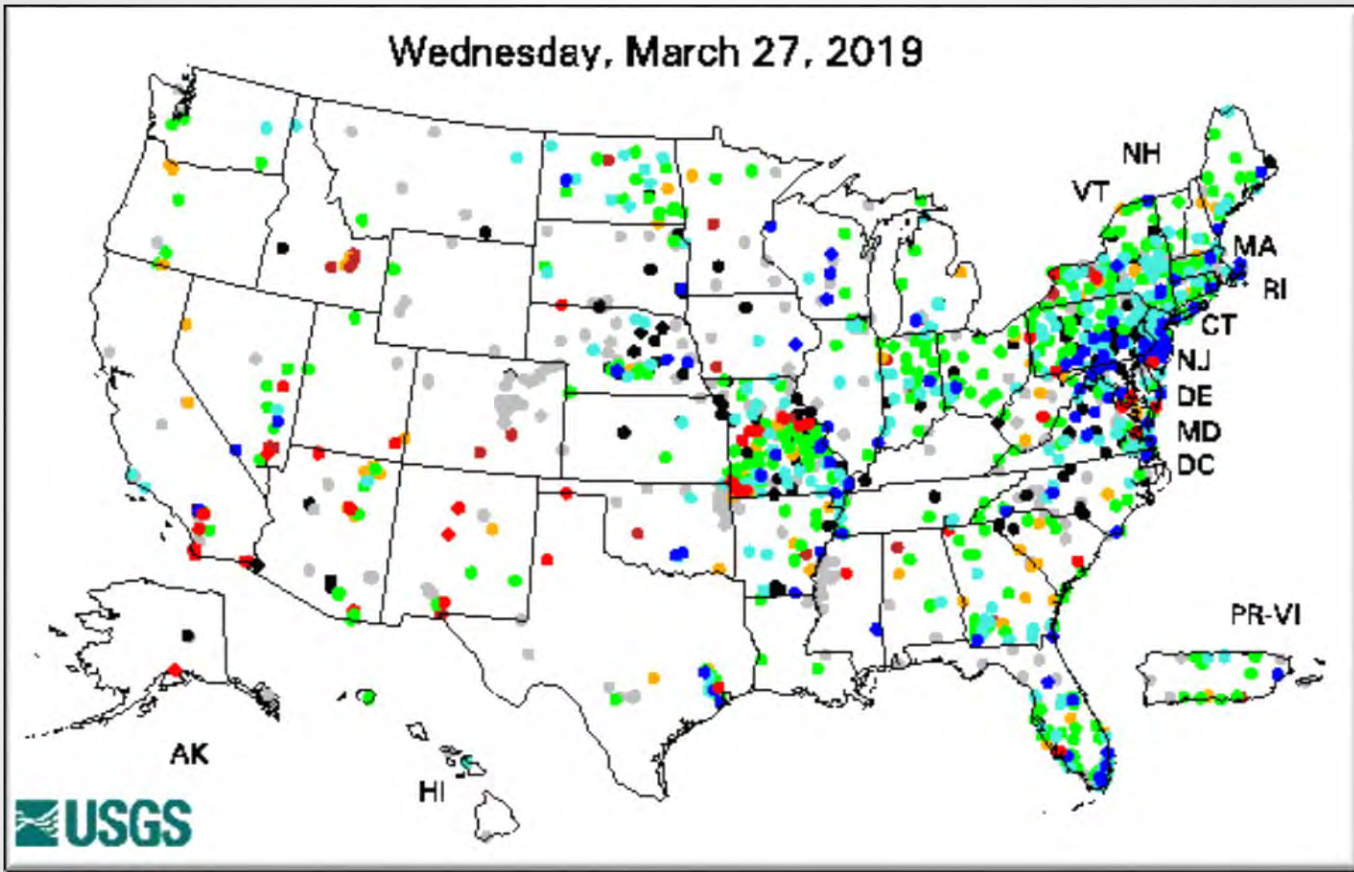 Wednesday, March 27, 2019
NH
VT
MA
RI
CT
NJ
DE
MD
DC
PR-VI
AK
HI
USGS